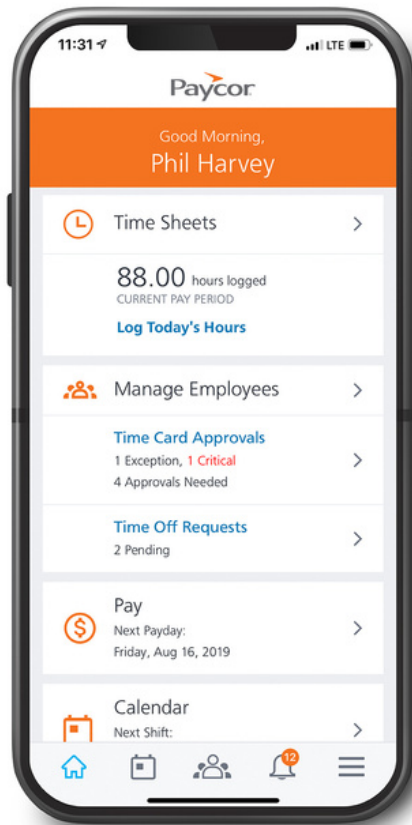 11:31
LTE
Paycor
Good Morning,
Phil Harvey
Time Sheets
88.00 hours logged
CURRENT PAY PERIOD
Log Today's Hours
Manage Employees
Time Card Approvals
1 Exception, 1 Critical
4 Approvals Needed
Time Off Requests
2 Pending
Pay
Next Payday:
Friday, Aug 16, 2019
Calendar
Next Shift:
12